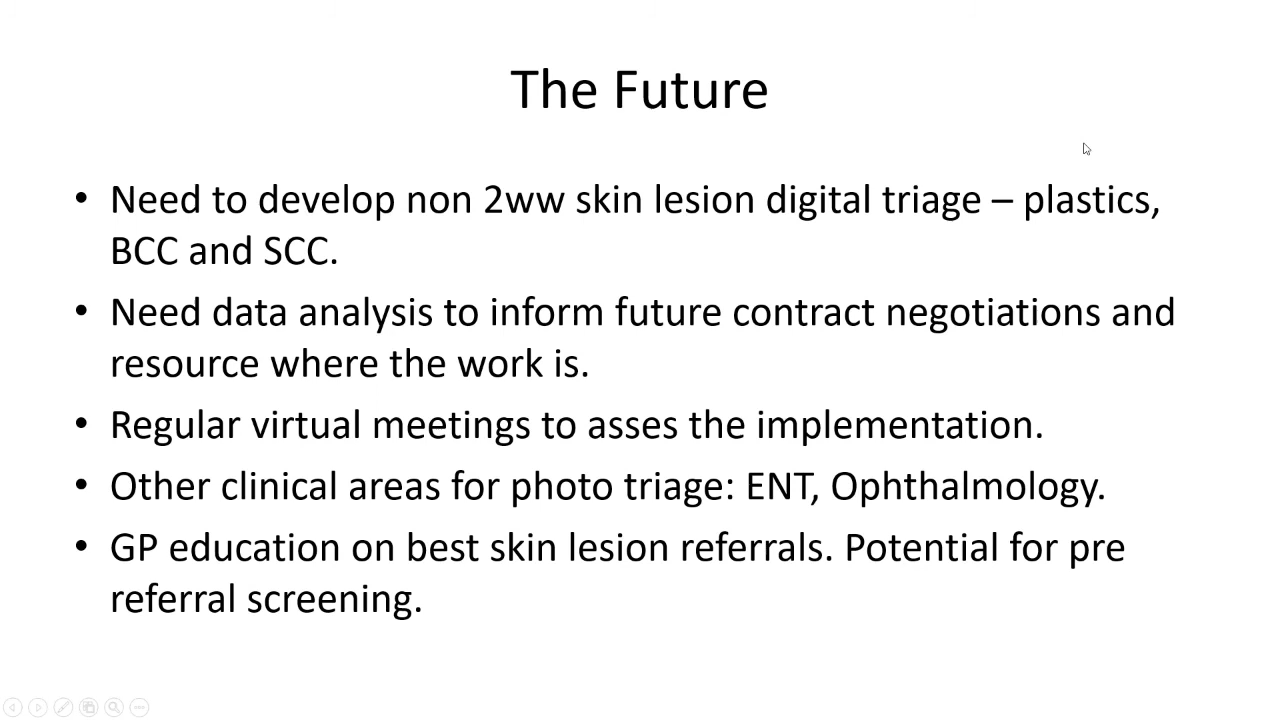 The Future
• Need to develop non 2ww skin lesion digital triage – plastics,
BCC and SCC.
• Need data analysis to inform future contract negotiations and
resource where the work is.
• Regular virtual meetings to asses the implementation.
• Other clinical areas for photo triage: ENT, Ophthalmology.
• GP education on best skin lesion referrals. Potential for pre
referral screening.